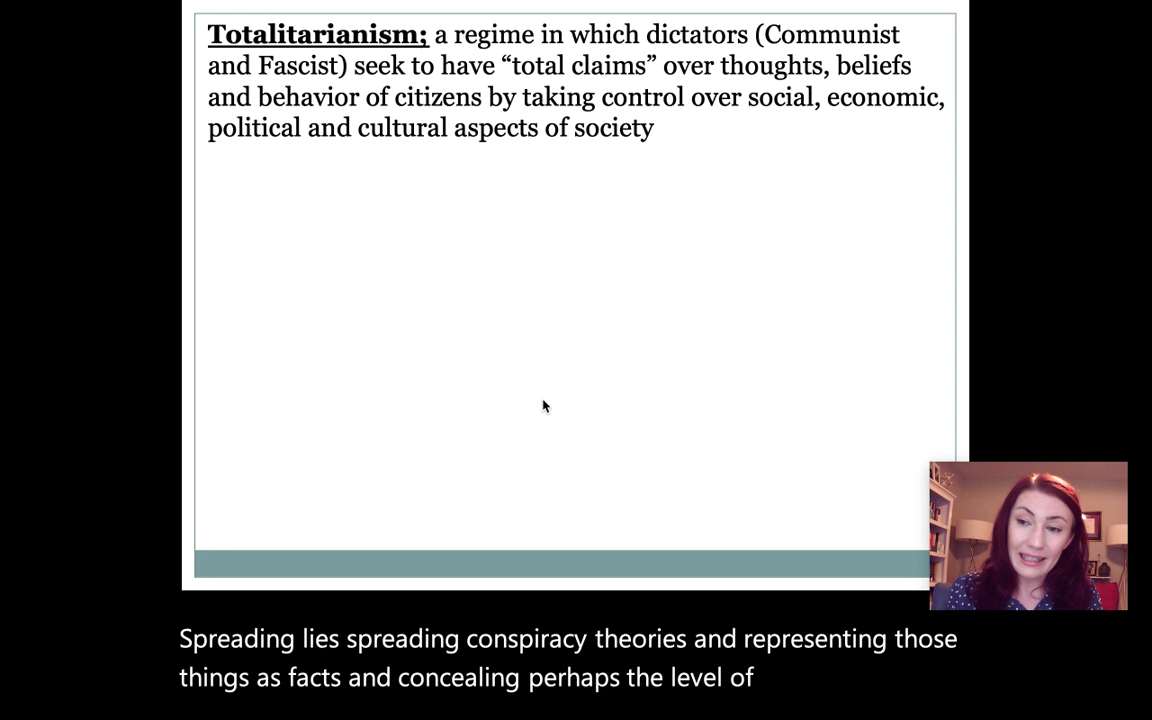 Totalitarianism; a regime in which dictators (Communist
and Fascist) seek to have “total claims” over thoughts, beliefs
and behavior of citizens by taking control over social, economic,
political and cultural aspects of society
Spreading lies spreading conspiracy theories and representing those
things as facts and concealing perhaps the level of